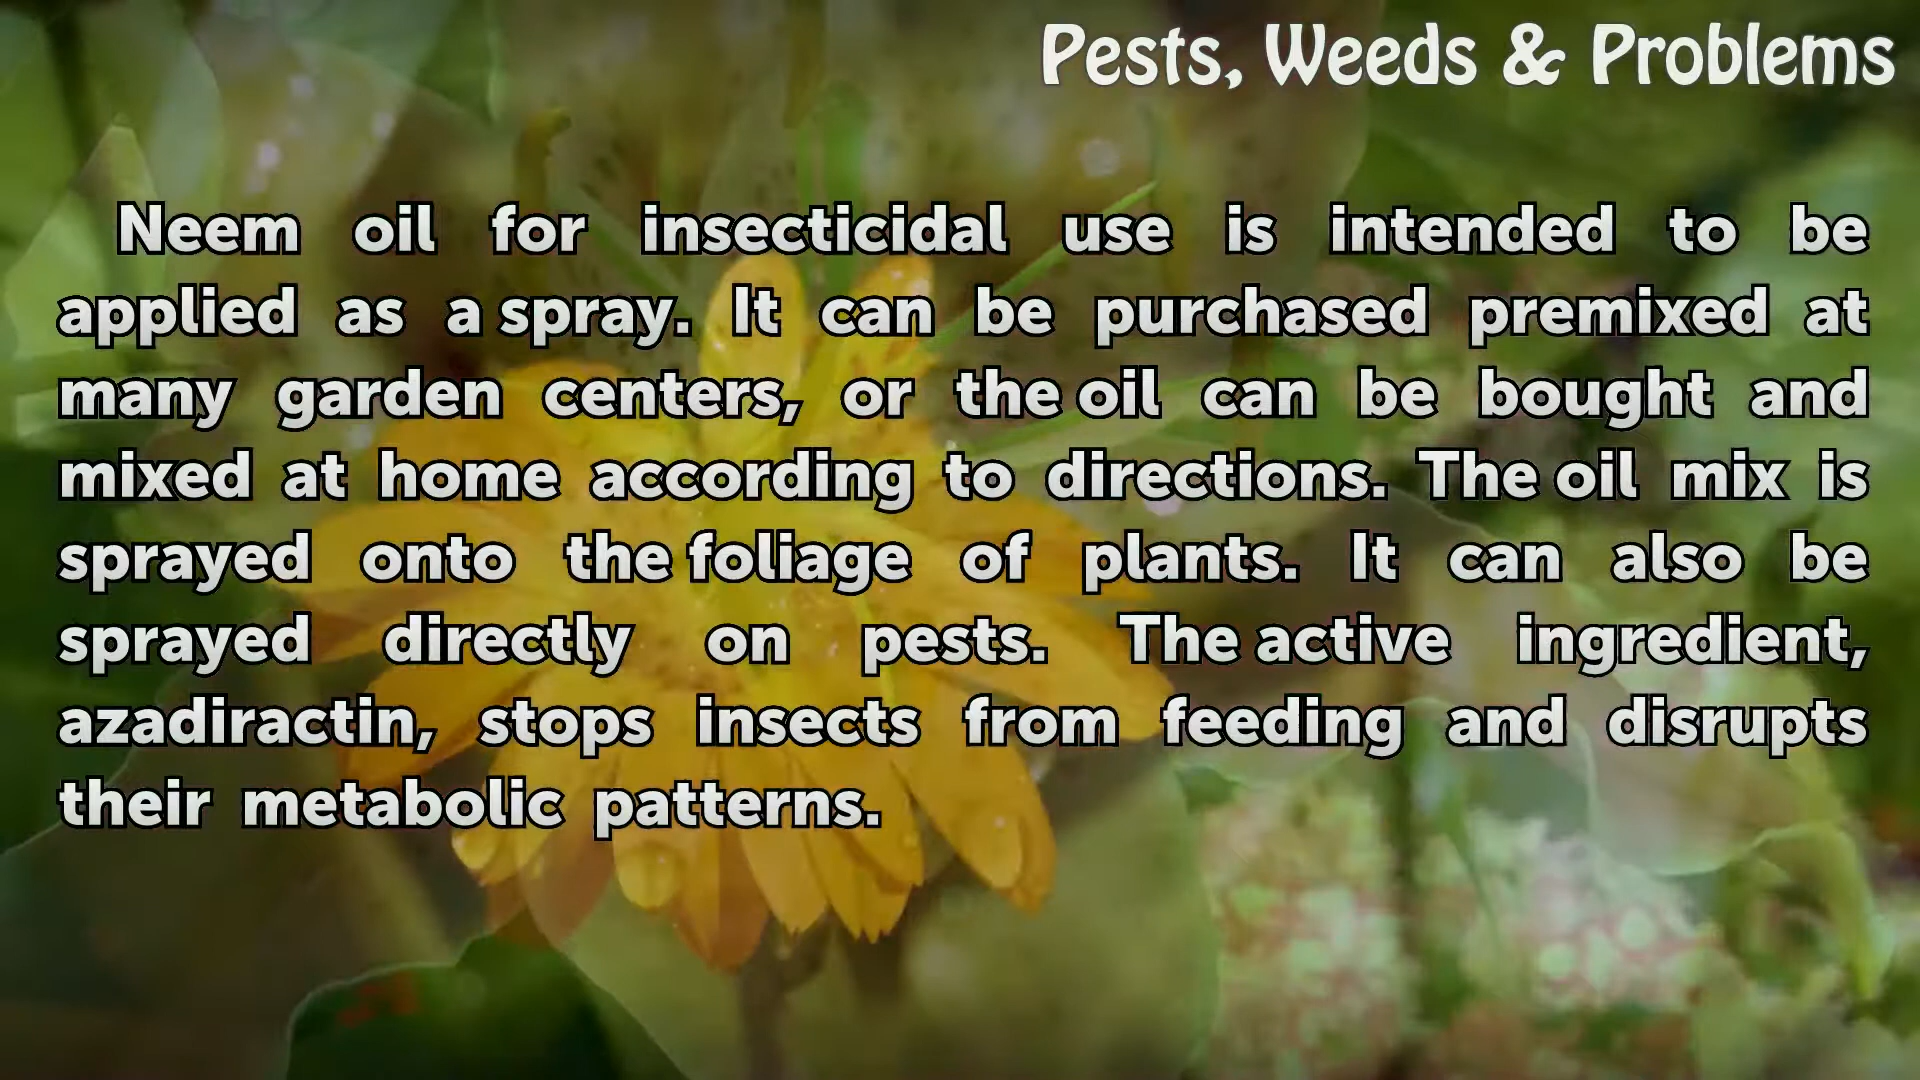 Pests, Weeds & Problems
Neem oil for insecticidal use is intended to be
applied as a spray. It can be purchased premixed at
many garden centers, or the oil can be bought and
mixed at home according to directions. The oil mix is
sprayed onto the foliage of plants. It can also be
sprayed directly on pests. The active ingredient,
azadiractin, stops insects from feeding and disrupts
their metabolic patterns.